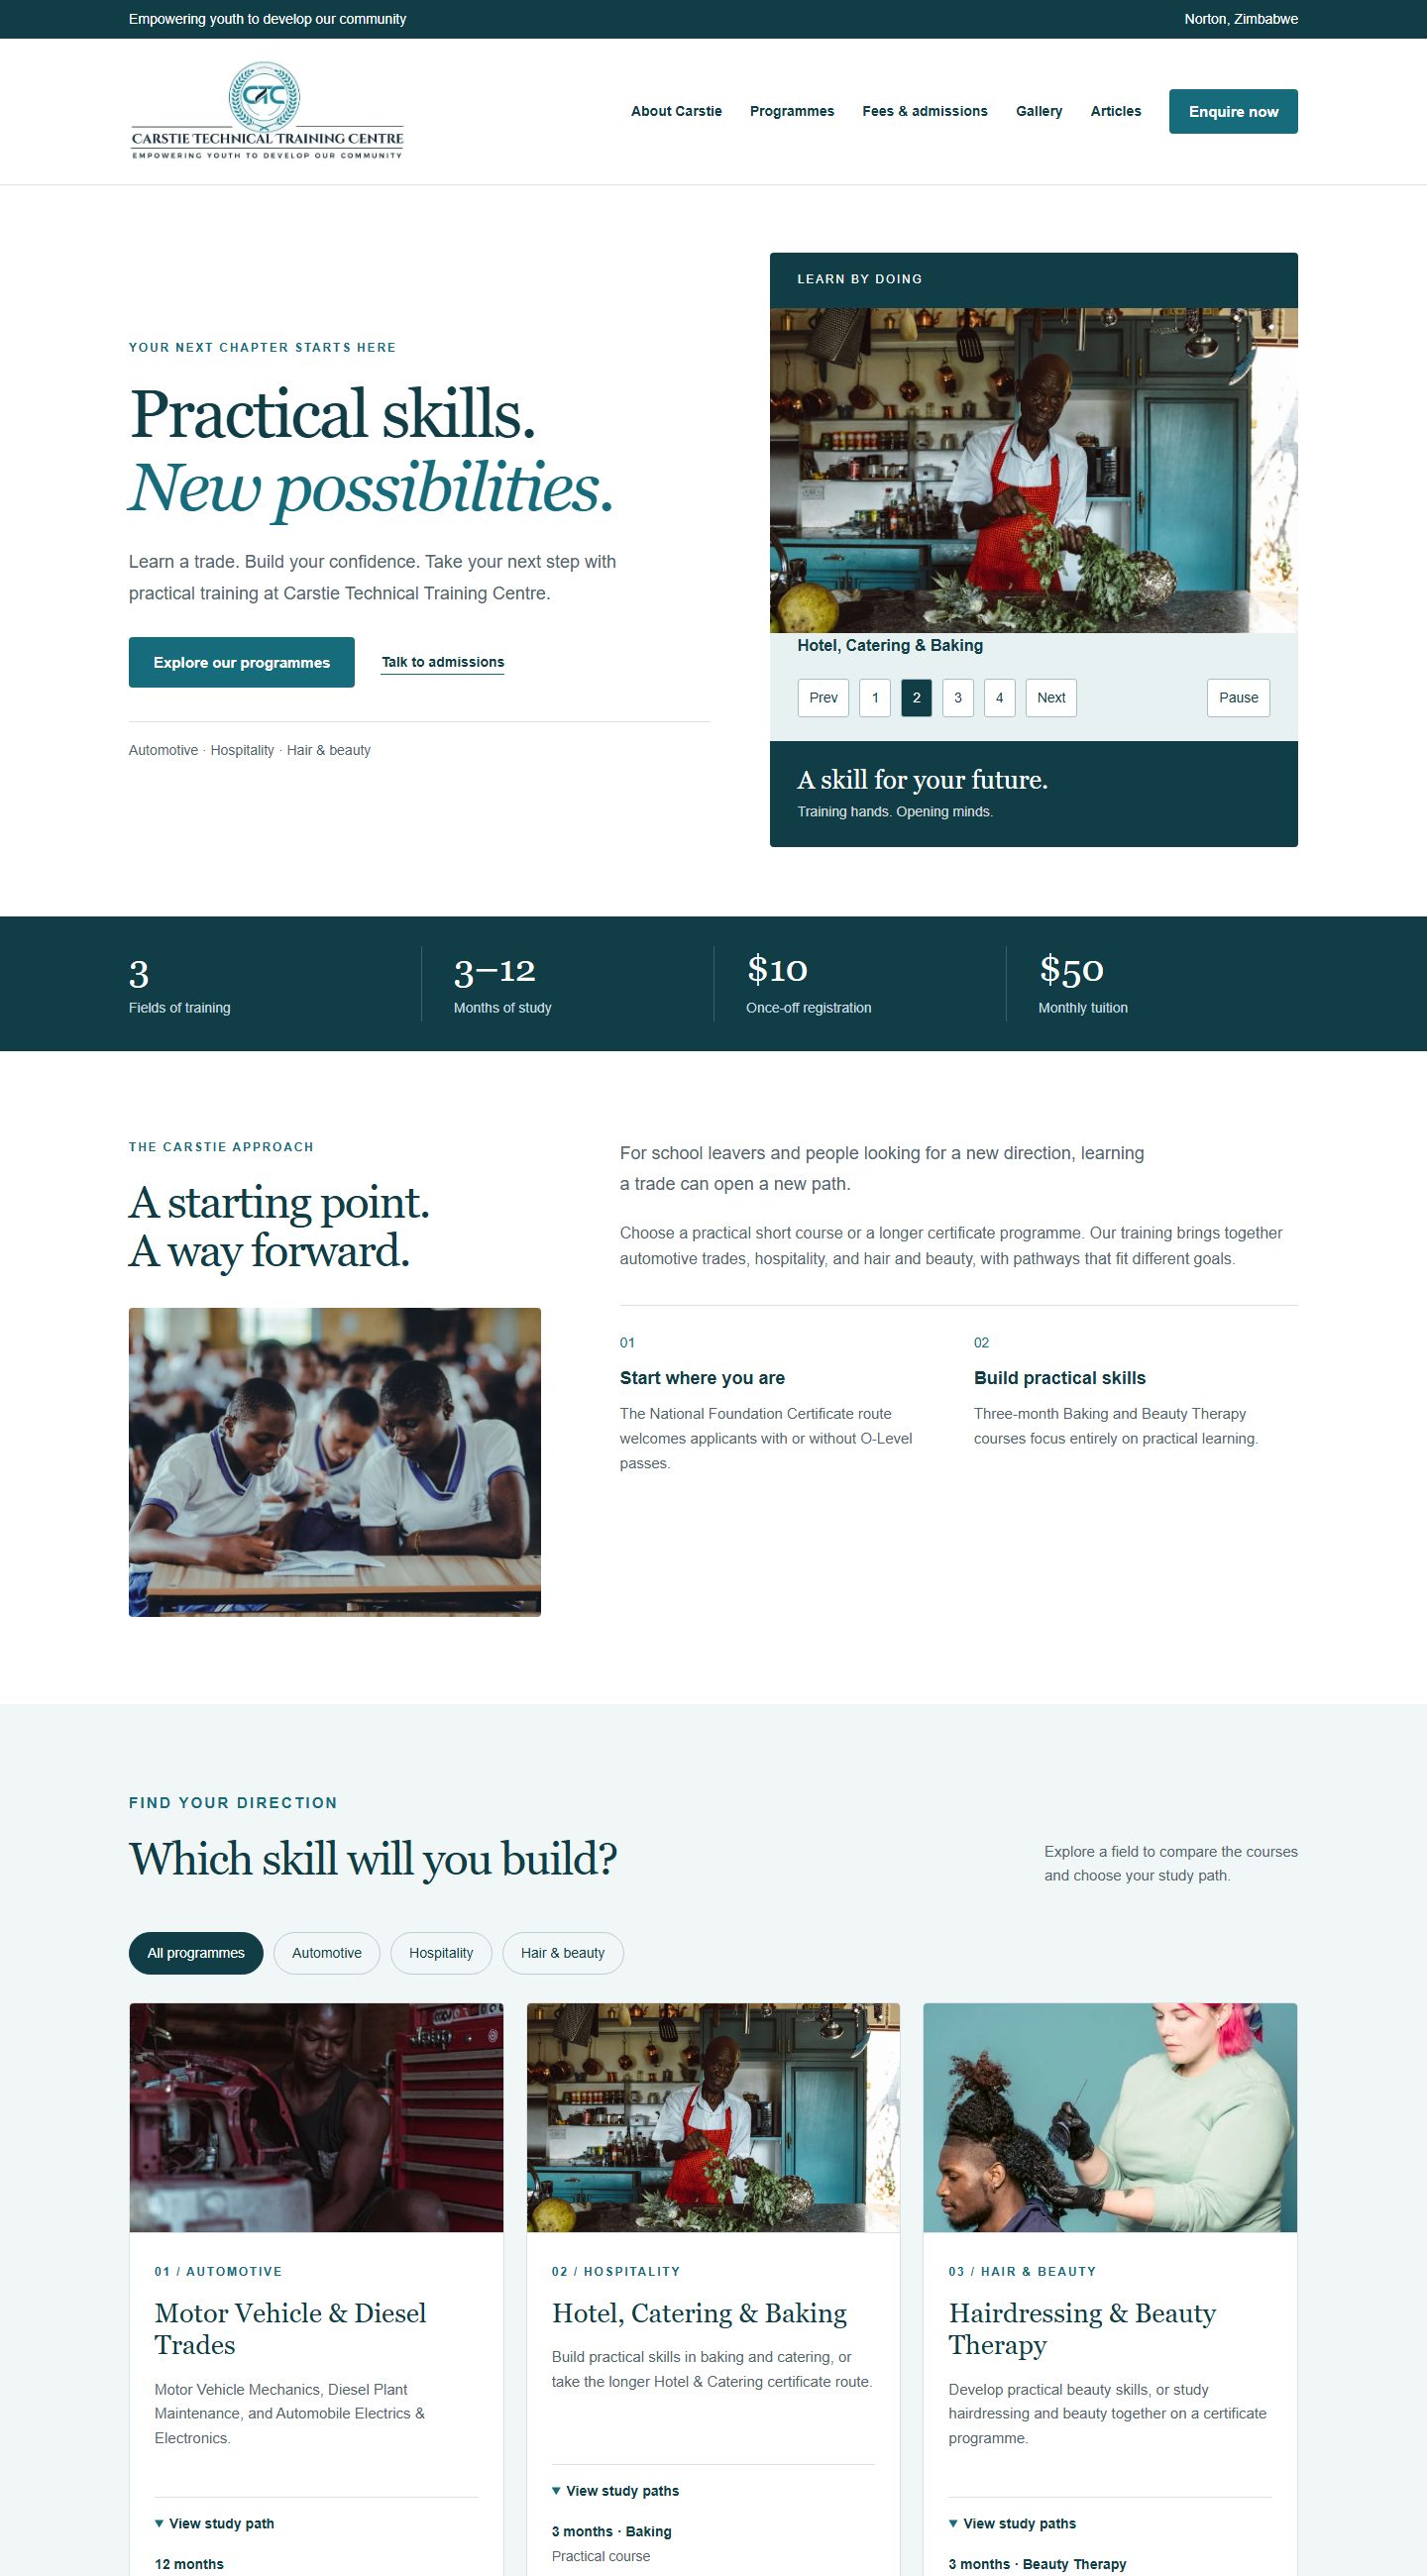 Empowering youth to develop our community
Norton, Zimbabwe
CTC
CARSTIE TECHNICAL TRAINING CENTRE
EMPOWERING YOUTH TO DEVELOP OUR COMMUNITY
About Carstie
Programmes
Fees & admissions
Gallery
Articles
Enquire now
YOUR NEXT CHAPTER STARTS HERE
Practical skills.
New possibilities.
Learn a trade. Build your confidence. Take your next step with
practical training at Carstie Technical Training Centre.
Explore our programmes
Talk to admissions
Automotive · Hospitality · Hair & beauty
LEARN BY DOING
Hotel, Catering & Baking
Prev
1
2
3
4
Next
Pause
A skill for your future.
Training hands. Opening minds.
3
Fields of training
3–12
Months of study
$10
Once-off registration
$50
Monthly tuition
THE CARSTIE APPROACH
A starting point.
A way forward.
For school leavers and people looking for a new direction, learning
a trade can open a new path.
Choose a practical short course or a longer certificate programme. Our training brings together
automotive trades, hospitality, and hair and beauty, with pathways that fit different goals.
01
Start where you are
The National Foundation Certificate route
welcomes applicants with or without O-Level
passes.
02
Build practical skills
Three-month Baking and Beauty Therapy
courses focus entirely on practical learning.
FIND YOUR DIRECTION
Which skill will you build?
Explore a field to compare the courses
and choose your study path.
All programmes
Automotive
Hospitality
Hair & beauty
01 / AUTOMOTIVE
Motor Vehicle & Diesel
Trades
Motor Vehicle Mechanics, Diesel Plant
Maintenance, and Automobile Electrics &
Electronics.
▼ View study path
12 months
02 / HOSPITALITY
Hotel, Catering & Baking
Build practical skills in baking and catering, or
take the longer Hotel & Catering certificate route.
▼ View study paths
3 months · Baking
Practical course
03 / HAIR & BEAUTY
Hairdressing & Beauty
Therapy
Develop practical beauty skills, or study
hairdressing and beauty together on a certificate
programme.
▼ View study paths
3 months · Beauty Therapy